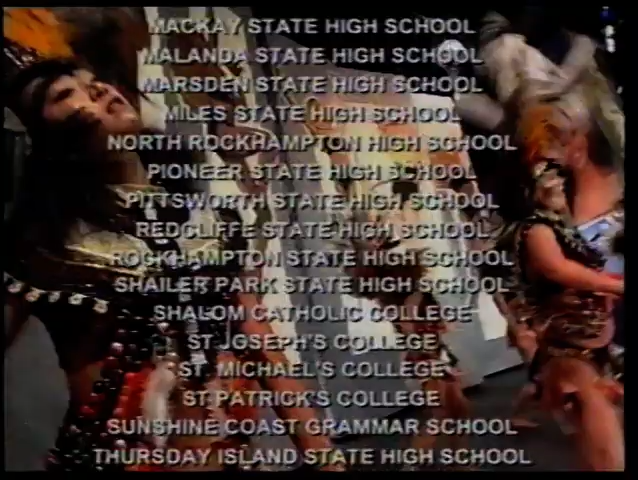 MACKAY STATE HIGH SCHOOL
MALANDA STATE HIGH SCHOOL
MARSDEN STATE HIGH SCHOOL
MILES STATE HIGH SCHOOL
NORTH ROCKHAMPTON HIGH SCHOOL
PIONEER STATE HIGH SCHOOL
PITTSWORTH STATE HIGH SCHOOL
REDCLIFFE STATE HIGH SCHOOL
ROCKHAMPTON STATE HIGH SCHOOL
SHAILER PARK STATE HIGH SCHOOL
SHALOM CATHOLIC COLLEGE
ST JOSEPH'S COLLEGE
ST. MICHAEL'S COLLEGE
ST PATRICK'S COLLEGE
SUNSHINE COAST GRAMMAR SCHOOL
THURSDAY ISLAND STATE HIGH SCHOOL